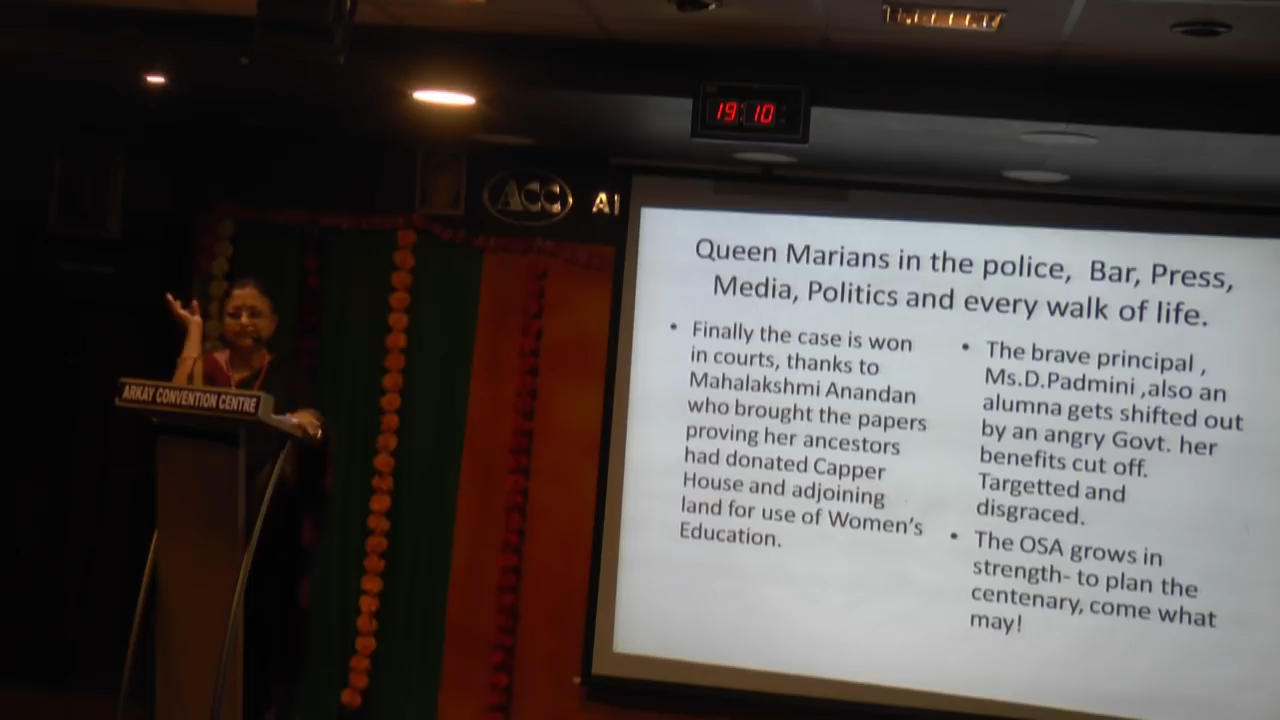 19:10
ACC
Queen Marians in the police, Bar, Press,
Media, Politics and every walk of life.
• Finally the case is won
in courts, thanks to
Mahalakshmi Anandan
who brought the papers
proving her ancestors
had donated Capper
House and adjoining
land for use of Women's
Education.
• The brave principal ,
Ms.D.Padmini ,also an
alumna gets shifted out
by an angry Govt. her
benefits cut off.
Targetted and
disgraced.
• The OSA grows in
strength- to plan the
centenary, come what
may!
ARKAY CONVENTION CENTRE